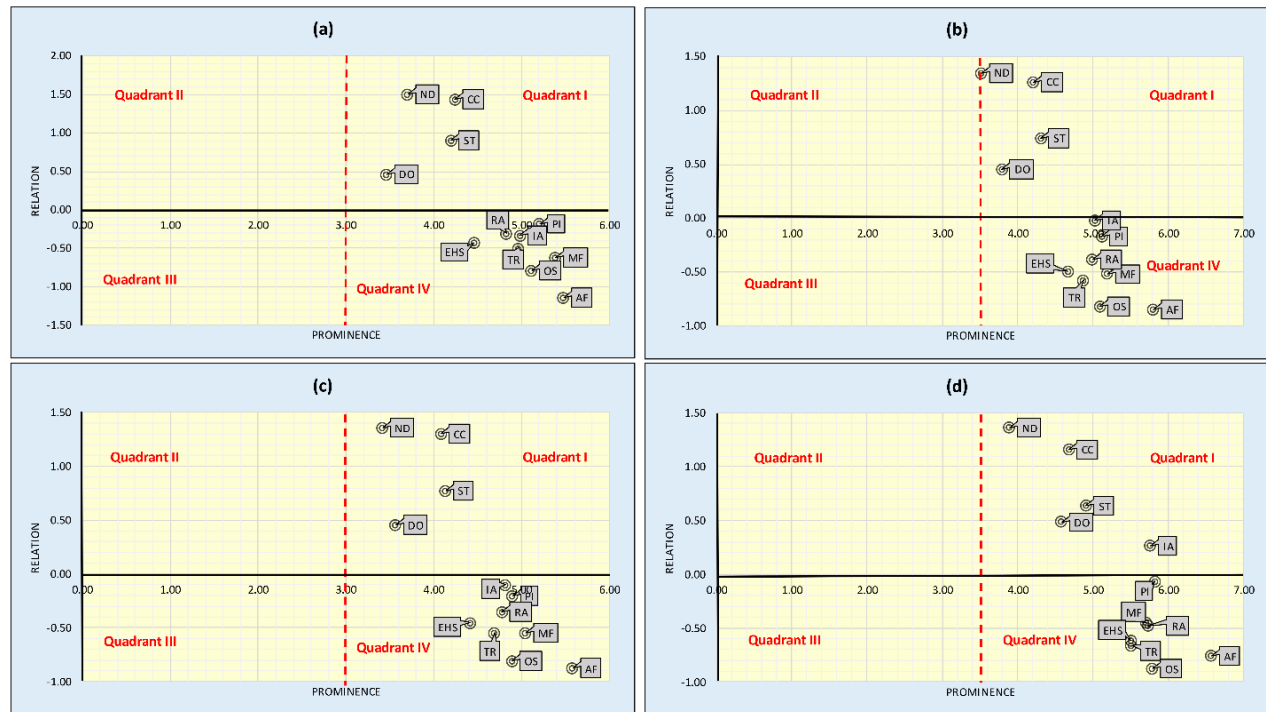 (a)
2.00
1.50
1.00
0.50
0.00
-0.50
-1.00
-1.50
RELATION
Quadrant II
Quadrant I
Quadrant III
Quadrant IV
ND
CC
ST
DO
RA
PI
IA
EHS
TR
MF
OS
AF
0.00 1.00 2.00 3.00 4.00 5.00 6.00
PROMINENCE
(b)
1.50
1.00
0.50
0.00
-0.50
-1.00
RELATION
Quadrant II
Quadrant I
Quadrant III
Quadrant IV
ND
CC
ST
DO
IA
PI
RA
EHS
MF
TR
OS
AF
0.00 1.00 2.00 3.00 4.00 5.00 6.00 7.00
PROMINENCE
(c)
1.50
1.00
0.50
0.00
-0.50
-1.00
RELATION
Quadrant II
Quadrant I
Quadrant III
Quadrant IV
ND
CC
ST
DO
IA
PI
RA
EHS
MF
TR
OS
AF
0.00 1.00 2.00 3.00 4.00 5.00 6.00
PROMINENCE
(d)
1.50
1.00
0.50
0.00
-0.50
-1.00
RELATION
Quadrant II
Quadrant I
Quadrant III
Quadrant IV
ND
CC
ST
DO
IA
PI
MF
RA
EHS
TR
AF
OS
0.00 1.00 2.00 3.00 4.00 5.00 6.00 7.00
PROMINENCE